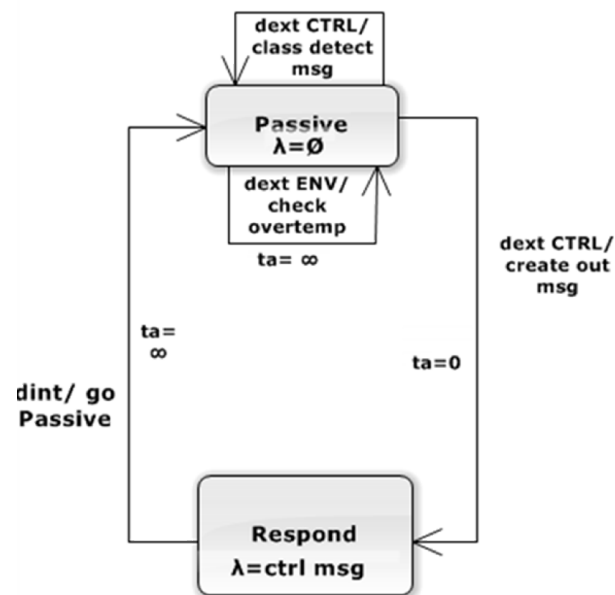 dext CTRL/
class detect
msg
Passive
λ=Ø
dext ENV/
check
overtemp
ta= ∞
dext CTRL/
create out
msg
ta=
∞
ta=0
dint/ go
Passive
Respond
λ=ctrl msg